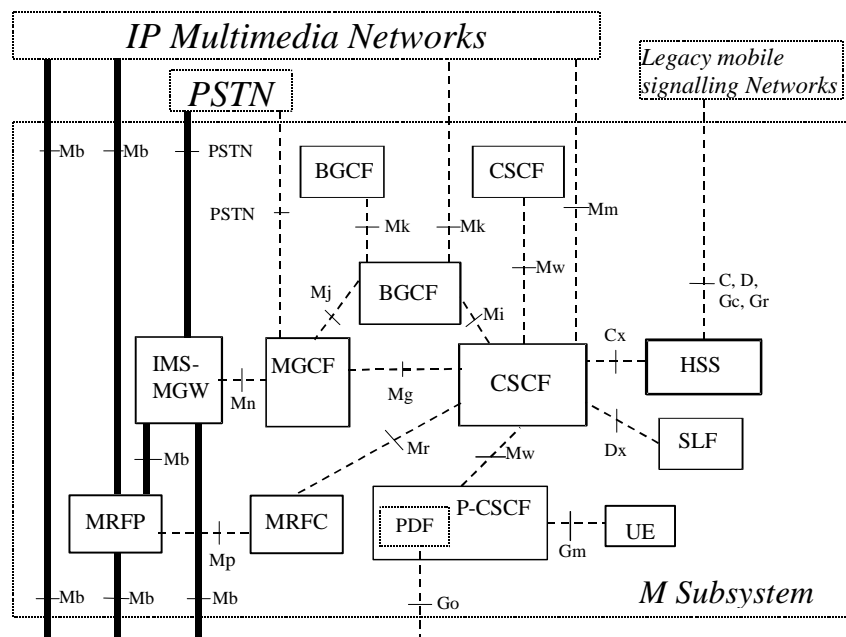 IP Multimedia Networks
Legacy mobile
signalling Networks
PSTN
Mb
Mb
PSTN
BGCF
CSCF
PSTN
Mk
Mk
Mm
Mw
C, D,
Gc, Gr
BGCF
Mj
Mi
Cx
IMS-
MGW
MGCF
CSCF
HSS
Mn
Mg
Dx
SLF
Mb
Mr
Mw
MRFP
MRFC
P-CSCF
PDF
UE
Mp
Gm
Mb
Mb
Mb
Go
M Subsystem